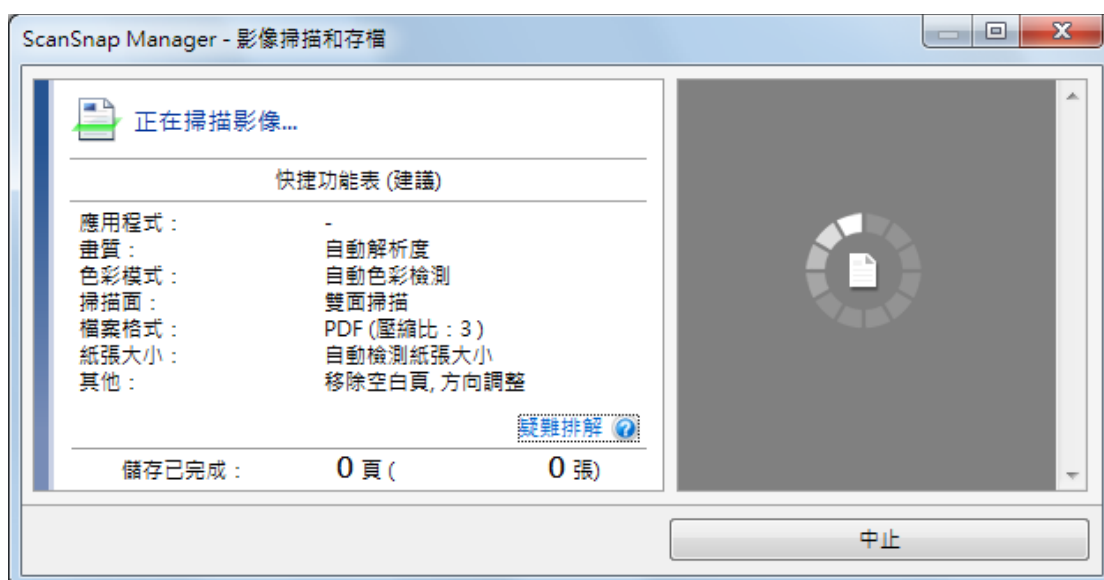 ScanSnap Manager - 影像掃描和存檔
正在掃描影像...
快捷功能表 (建議)
應用程式： -
畫質： 自動解析度
色彩模式： 自動色彩檢測
掃描面： 雙面掃描
檔案格式： PDF (壓縮比：3 )
紙張大小： 自動檢測紙張大小
其他： 移除空白頁, 方向調整
疑難排解
儲存已完成： 0 頁 ( 0 張)
中止